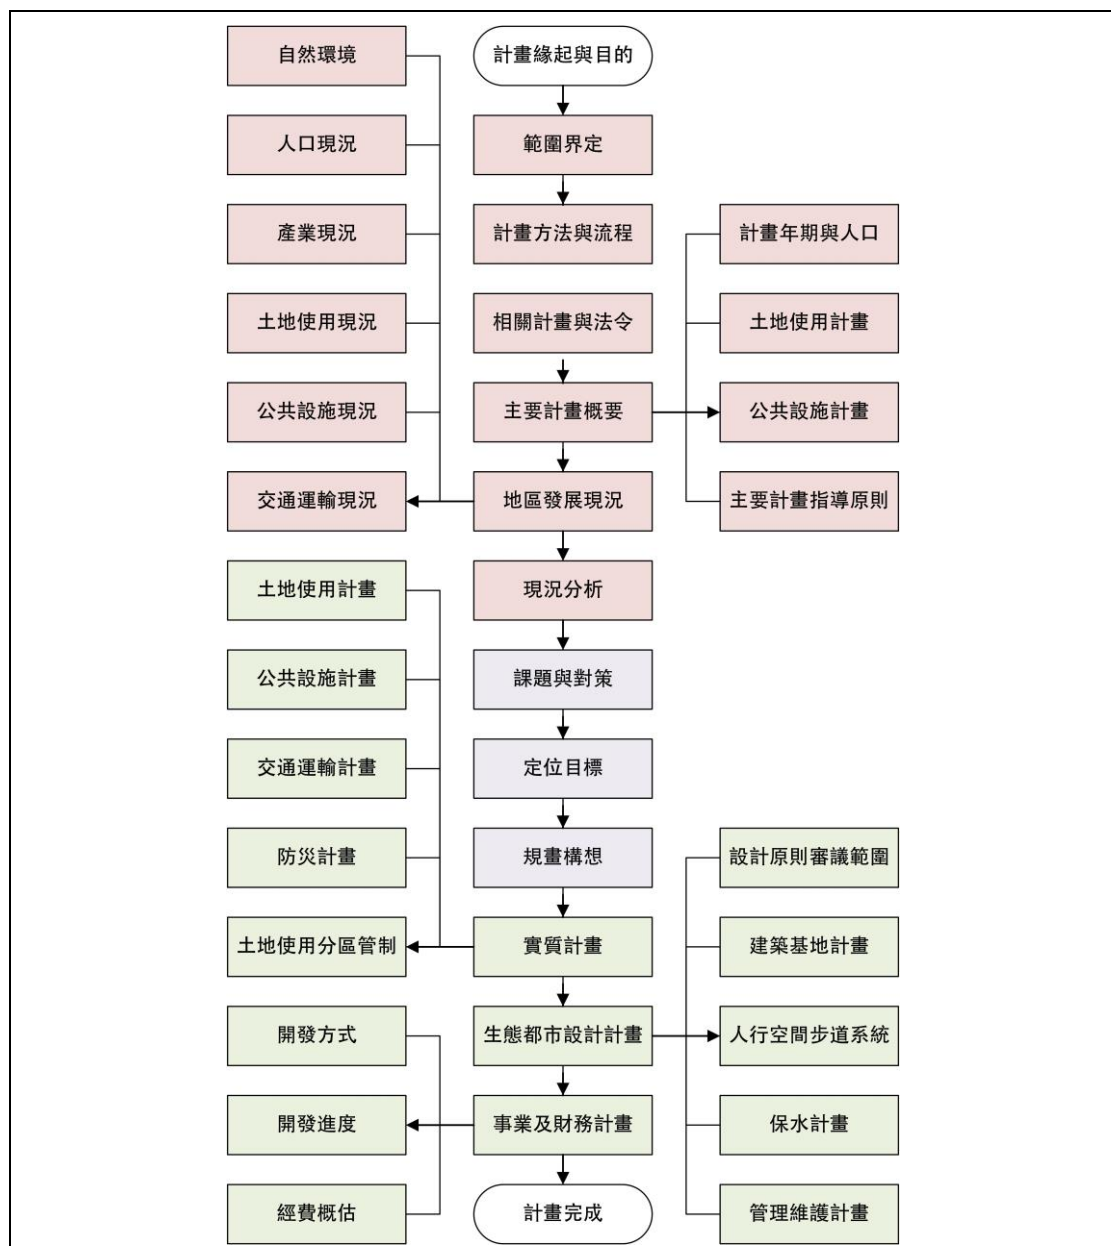 自然環境
計畫緣起與目的
人口現況
範圍界定
產業現況
計畫方法與流程
計畫年期與人口
土地使用現況
相關計畫與法令
土地使用計畫
公共設施現況
主要計畫概要
公共設施計畫
交通運輸現況
地區發展現況
主要計畫指導原則
土地使用計畫
現況分析
公共設施計畫
課題與對策
交通運輸計畫
定位目標
防災計畫
規畫構想
設計原則審議範圍
土地使用分區管制
實質計畫
建築基地計畫
開發方式
生態都市設計計畫
人行空間步道系統
開發進度
事業及財務計畫
保水計畫
經費概估
計畫完成
管理維護計畫